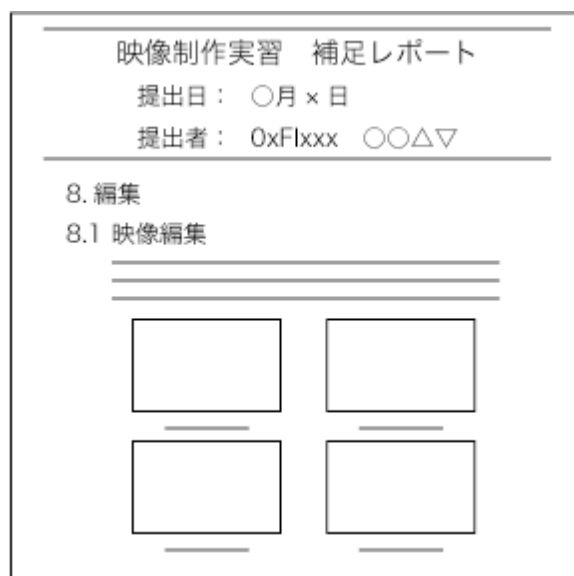 映像制作実習　補足レポート
提出日：　○月 × 日
提出者：　0xFIxxx　○○△▽
8. 編集
8.1 映像編集